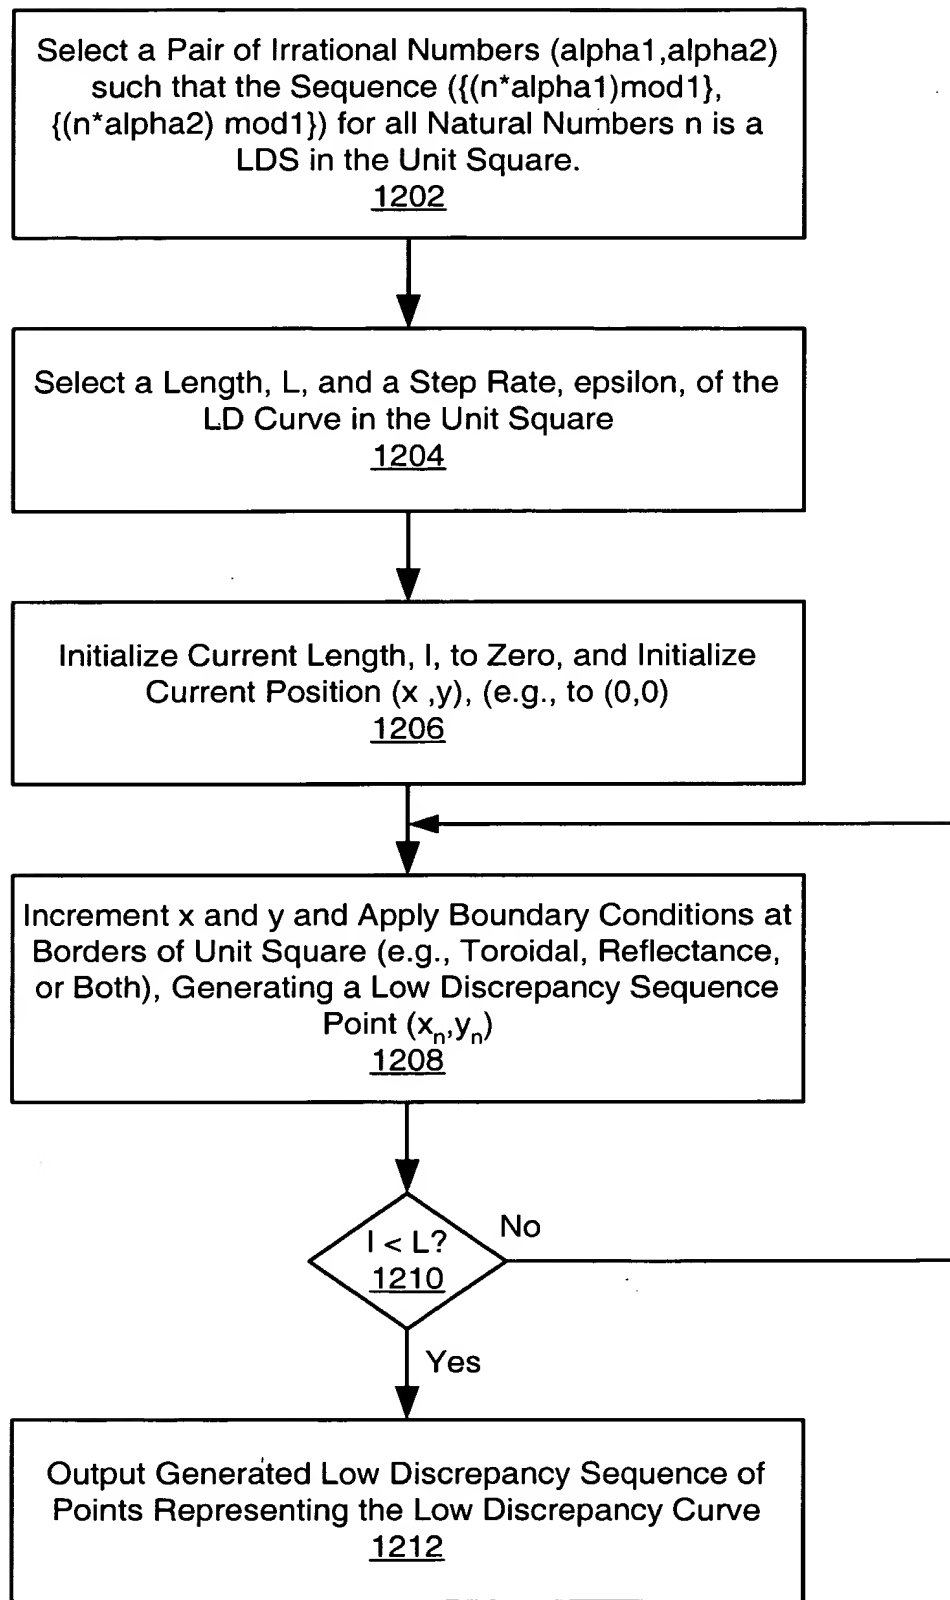 Select a Pair of Irrational Numbers (alpha1,alpha2)
such that the Sequence ({(n*alpha1)mod1},
{(n*alpha2) mod1}) for all Natural Numbers n is a
LDS in the Unit Square.
1202
Select a Length, L, and a Step Rate, epsilon, of the
LD Curve in the Unit Square
1204
Initialize Current Length, l, to Zero, and Initialize
Current Position (x ,y), (e.g., to (0,0)
1206
Increment x and y and Apply Boundary Conditions at
Borders of Unit Square (e.g., Toroidal, Reflectance,
or Both), Generating a Low Discrepancy Sequence
Point (xn,yn)
1208
No
l < L?
1210
Yes
Output Generated Low Discrepancy Sequence of
Points Representing the Low Discrepancy Curve
1212